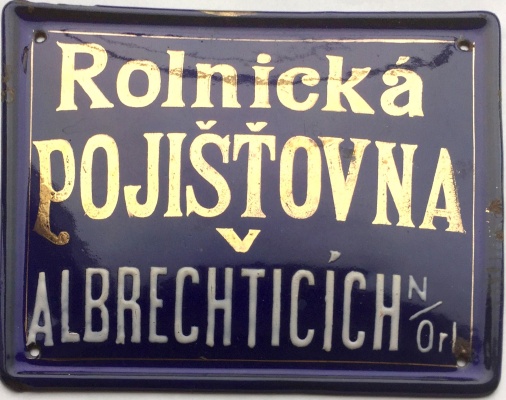 Rolnická
POJIŠŤOVNA
v
ALBRECHTICÍCH N/Orl